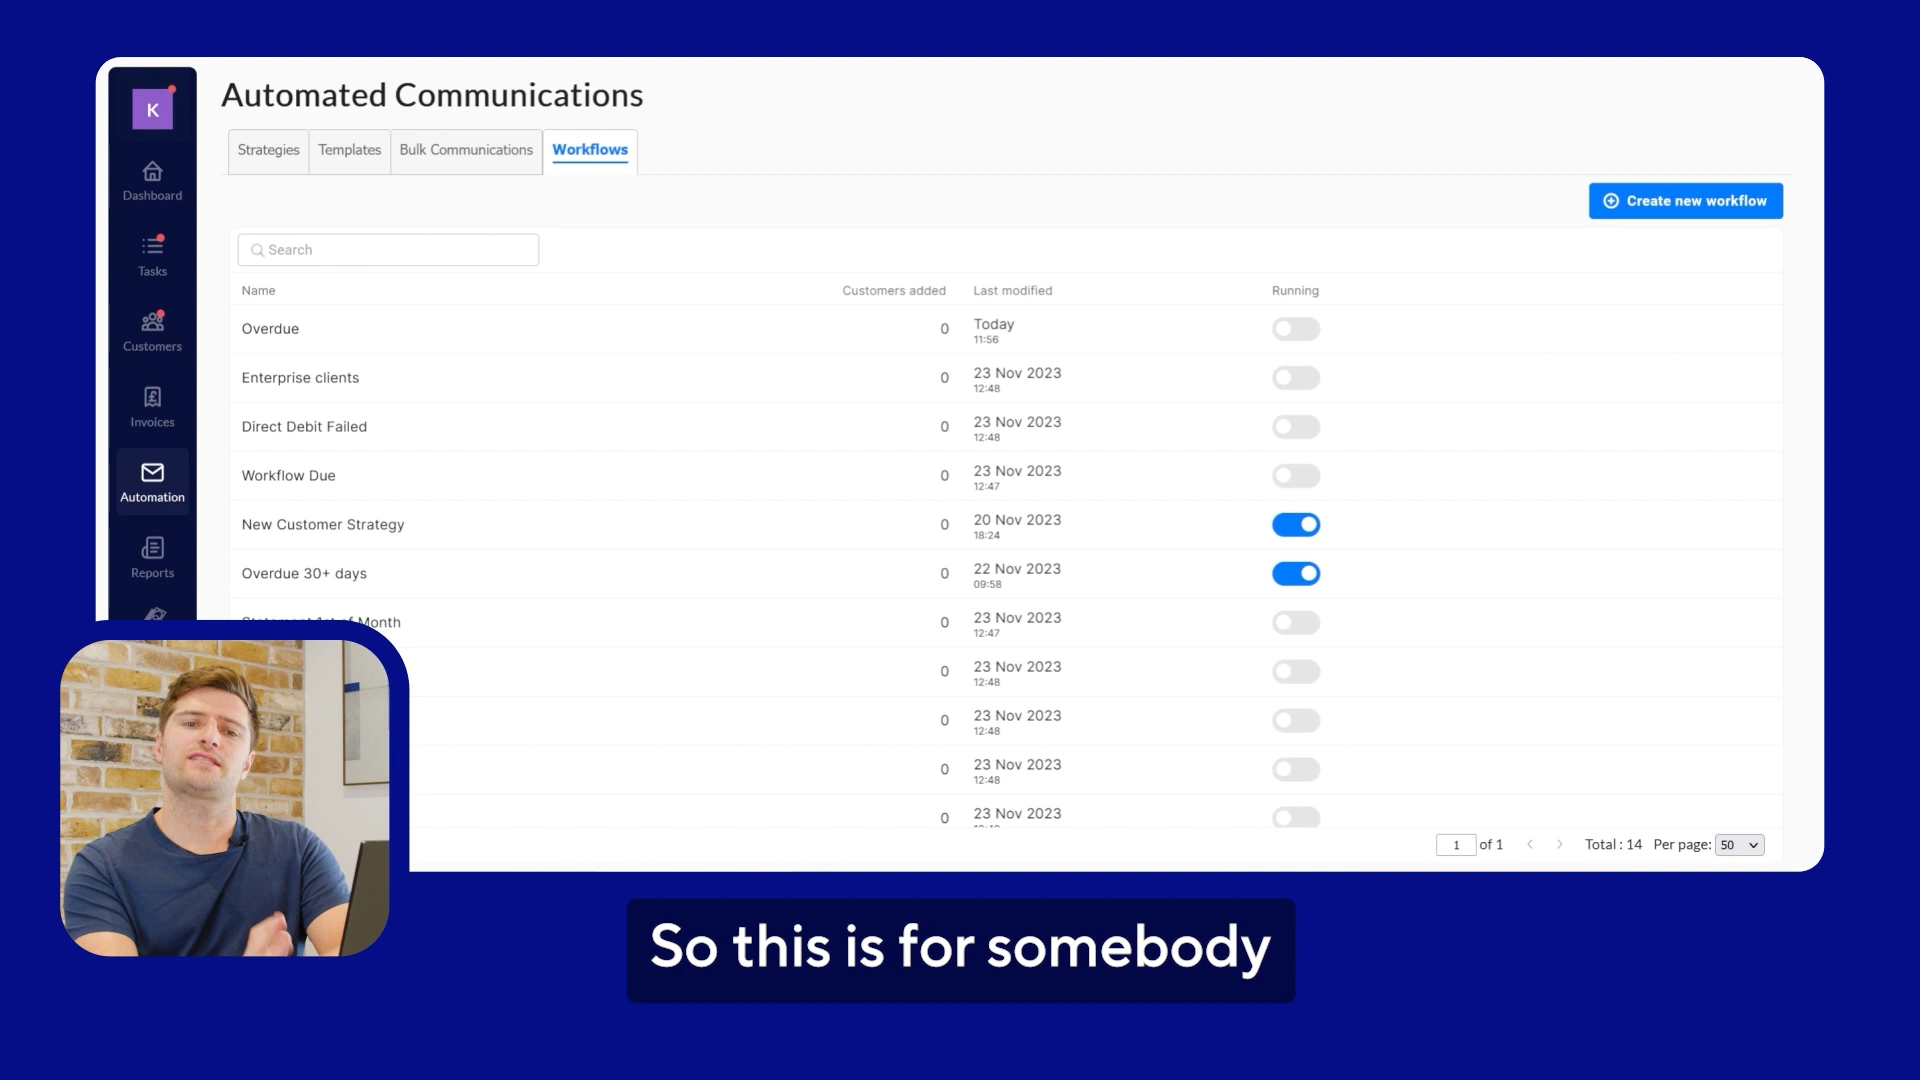 K
Automated Communications
Strategies
Templates
Bulk Communications
Workflows
Dashboard
Create new workflow
Tasks
Search
Name
Customers added
Last modified
Running
Customers
Overdue
0
Today
11:56
Enterprise clients
0
23 Nov 2023
12:48
Invoices
Direct Debit Failed
0
23 Nov 2023
12:48
Workflow Due
0
23 Nov 2023
12:47
Automation
New Customer Strategy
0
20 Nov 2023
18:24
Reports
Overdue 30+ days
0
22 Nov 2023
09:58
Statement 1st of Month
0
23 Nov 2023
12:47
0
23 Nov 2023
12:48
0
23 Nov 2023
12:48
0
23 Nov 2023
12:48
0
23 Nov 2023
1 of 1
Total : 14
Per page: 50
So this is for somebody